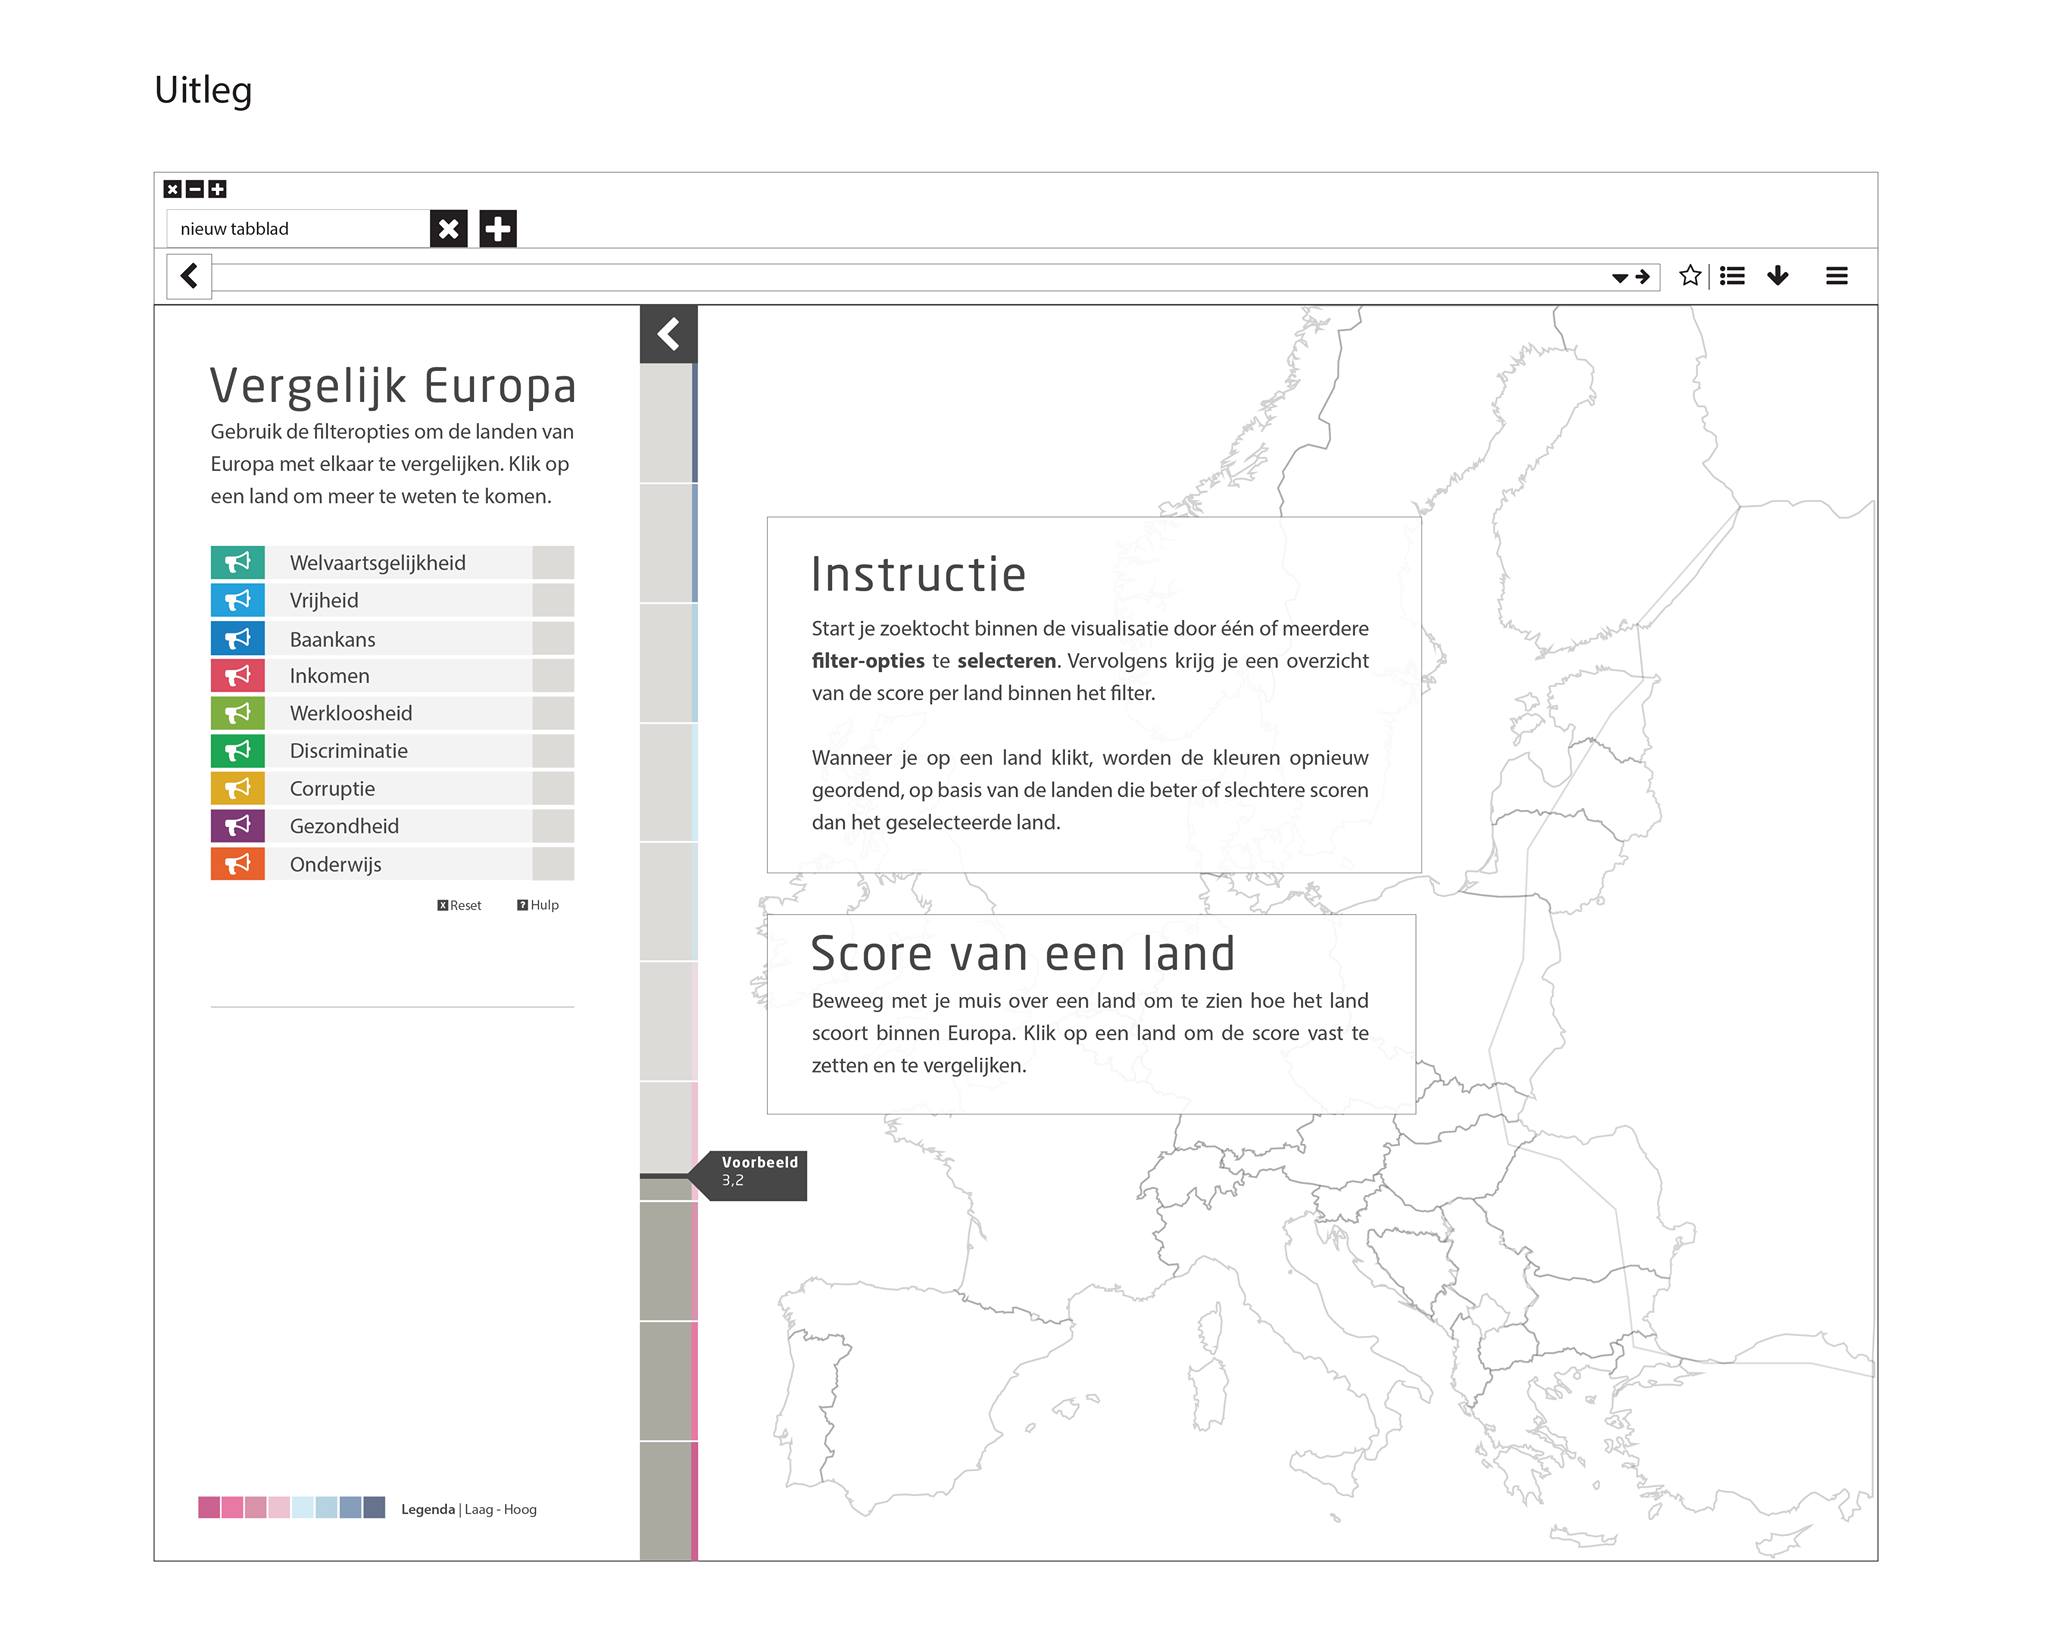 Uitleg
nieuw tabblad
Vergelijk Europa
Gebruik de filteropties om de landen van
Europa met elkaar te vergelijken. Klik op
een land om meer te weten te komen.
Welvaartsgelijkheid
Vrijheid
Baankans
Inkomen
Werkloosheid
Discriminatie
Corruptie
Gezondheid
Onderwijs
x Reset ? Hulp
Legenda | Laag - Hoog
Instructie
Start je zoektocht binnen de visualisatie door één of meerdere
filter-opties te selecteren. Vervolgens krijg je een overzicht
van de score per land binnen het filter.
Wanneer je op een land klikt, worden de kleuren opnieuw
geordend, op basis van de landen die beter of slechtere scoren
dan het geselecteerde land.
Score van een land
Beweeg met je muis over een land om te zien hoe het land
scoort binnen Europa. Klik op een land om de score vast te
zetten en te vergelijken.
Voorbeeld
3,2